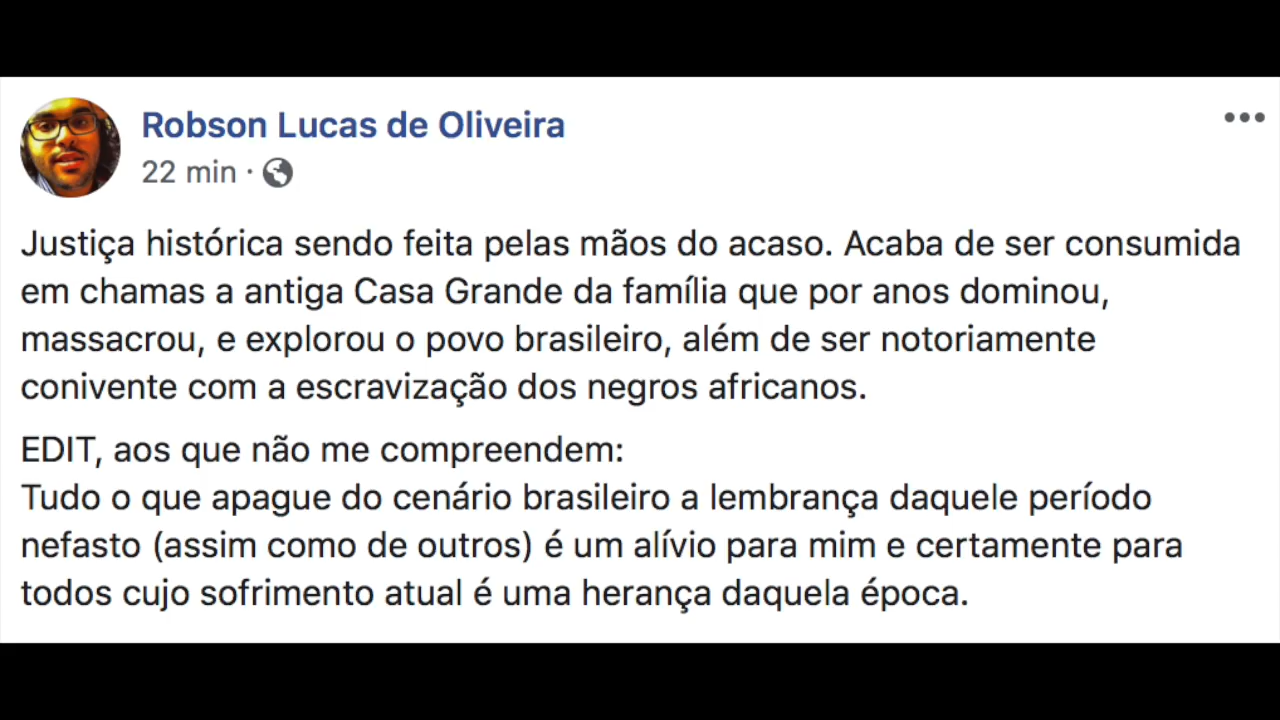 Robson Lucas de Oliveira
22 min ·
Justiça histórica sendo feita pelas mãos do acaso. Acaba de ser consumida
em chamas a antiga Casa Grande da família que por anos dominou,
massacrou, e explorou o povo brasileiro, além de ser notoriamente
conivente com a escravização dos negros africanos.
EDIT, aos que não me compreendem:
Tudo o que apague do cenário brasileiro a lembrança daquele período
nefasto (assim como de outros) é um alívio para mim e certamente para
todos cujo sofrimento atual é uma herança daquela época.